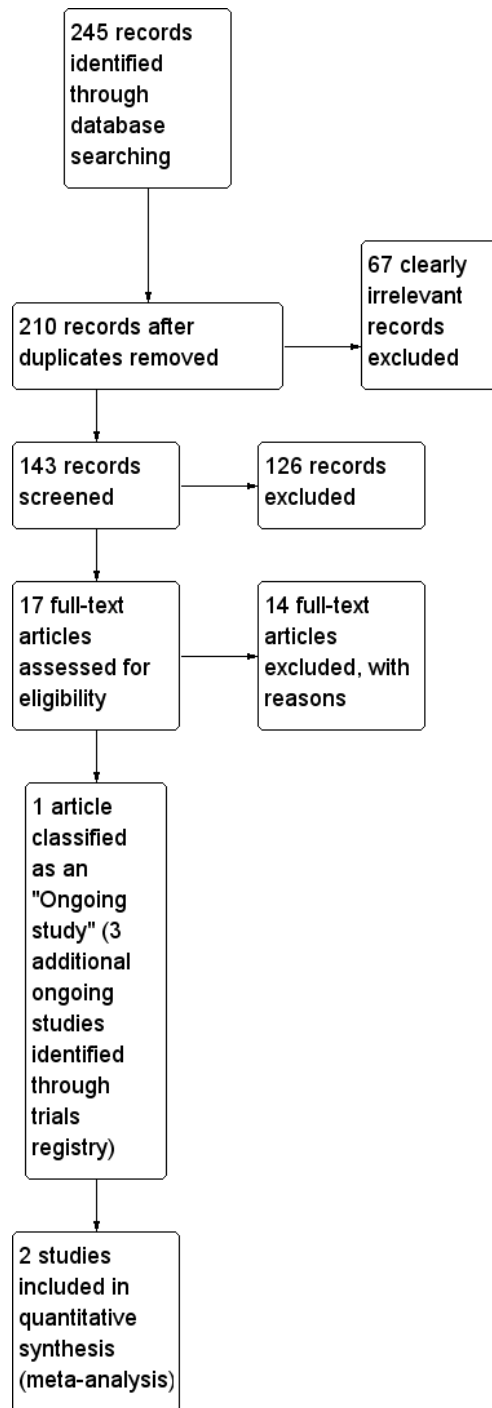 245 records
identified
through
database
searching
67 clearly
irrelevant
records
excluded
210 records after
duplicates removed
143 records
screened
126 records
excluded
17 full-text
articles
assessed for
eligibility
14 full-text
articles
excluded, with
reasons
1 article
classified
as an
"Ongoing
study" (3
additional
ongoing
studies
identified
through
trials
registry)
2 studies
included in
quantitative
synthesis
(meta-analysis)